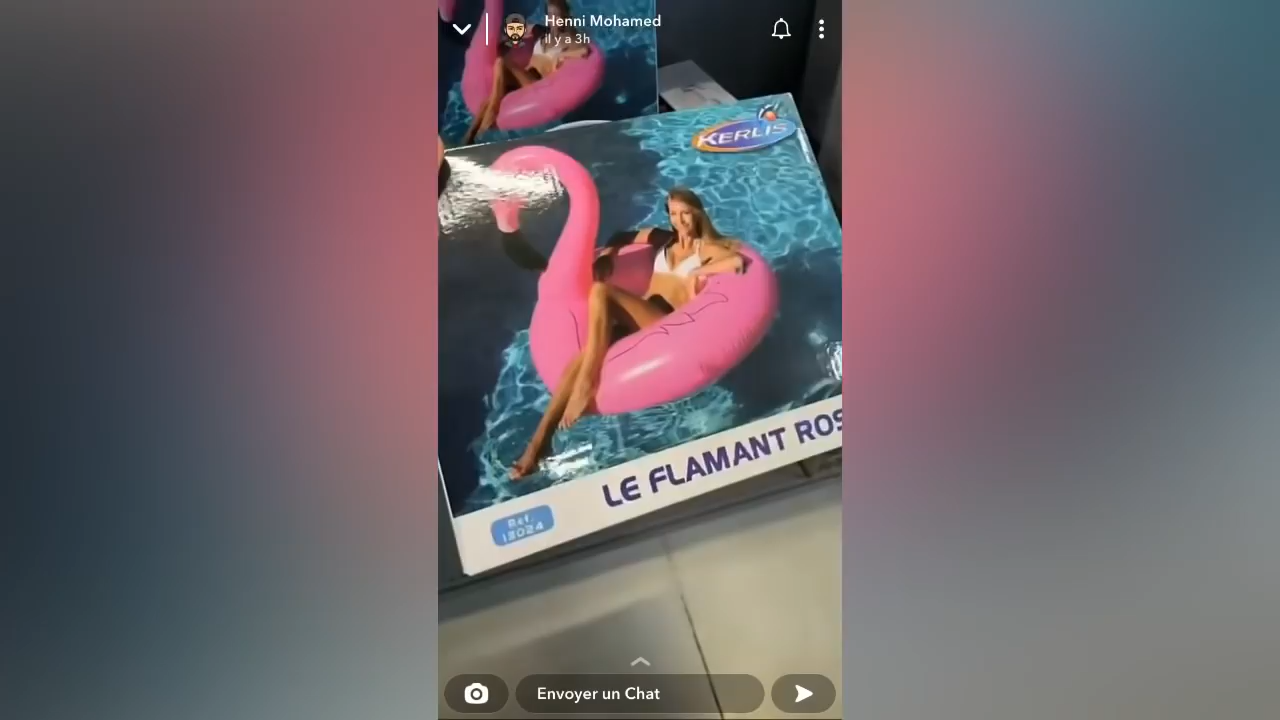 Henni Mohamed
Il y a 3h
KERLIS
LE FLAMANT ROS
Ref.
13024
Envoyer un Chat